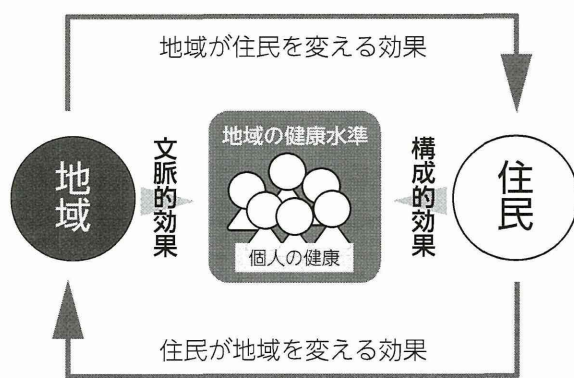 地域が住民を変える効果
地域
文脈的効果
地域の健康水準
個人の健康
構成的効果
住民
住民が地域を変える効果